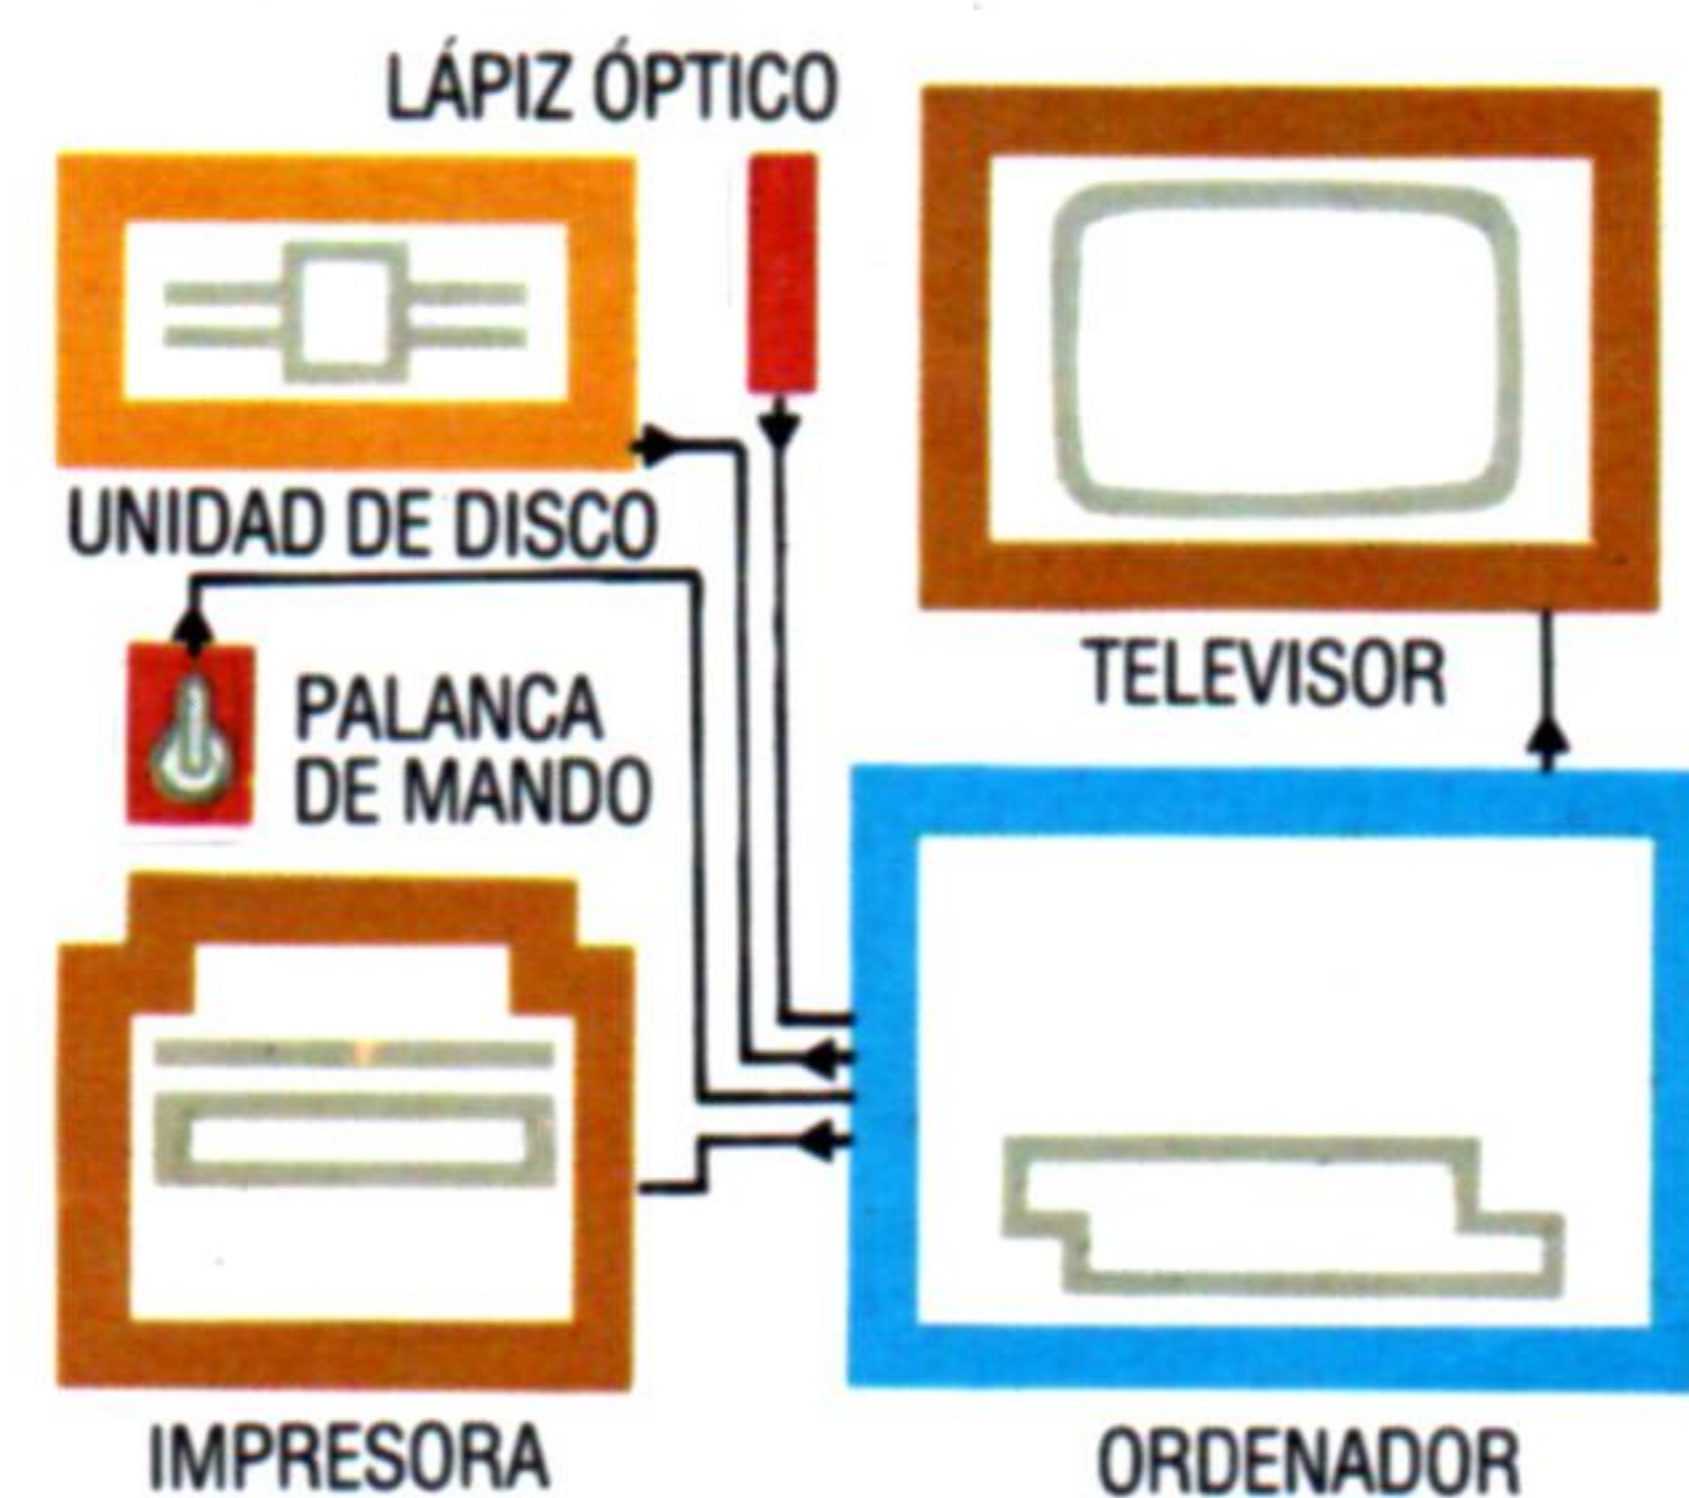 LÁPIZ ÓPTICO
UNIDAD DE DISCO
TELEVISOR
PALANCA
DE MANDO
IMPRESORA
ORDENADOR